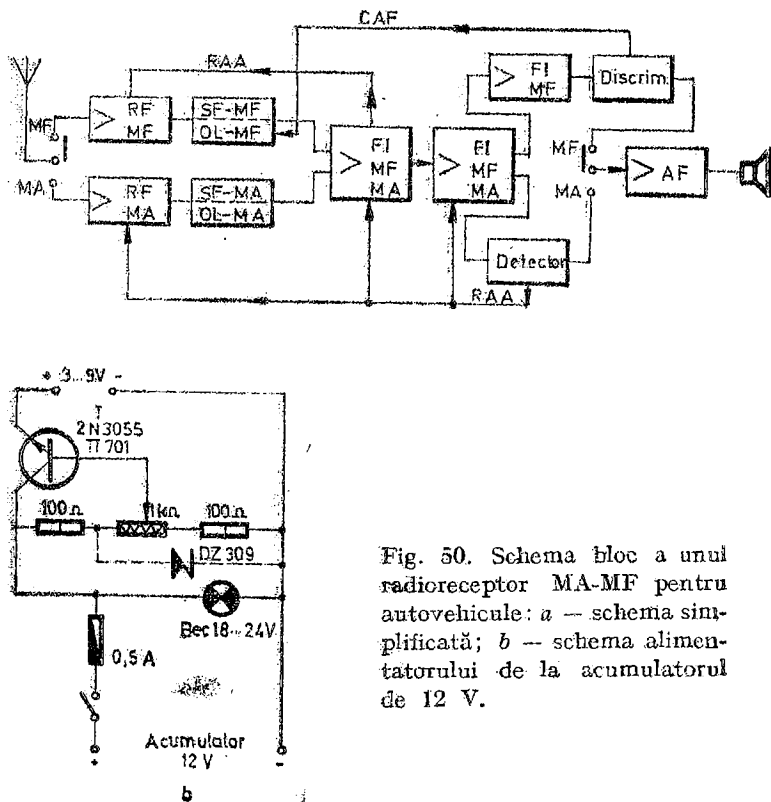 CAF
RAA
MF
MA
RF
MF
SF-MF
OL-MF
RF
MA
SF-MA
OL-MA
FI
MF
MA
FI
MF
MA
FI
MF
Discrim.
MF
MA
AF
Detector
RAA
+ 3...9V -
T
2N3055
TT 701
100Ω
1kΩ
100Ω
DZ 309
Bec 18...24V
0,5 A
Acumulator
12 V
+
-
b
Fig. 50. Schema bloc a unui
radioreceptor MA-MF pentru
autovehicule: a — schema sim-
plificată; b — schema alimen-
tatorului de la acumulatorul
de 12 V.